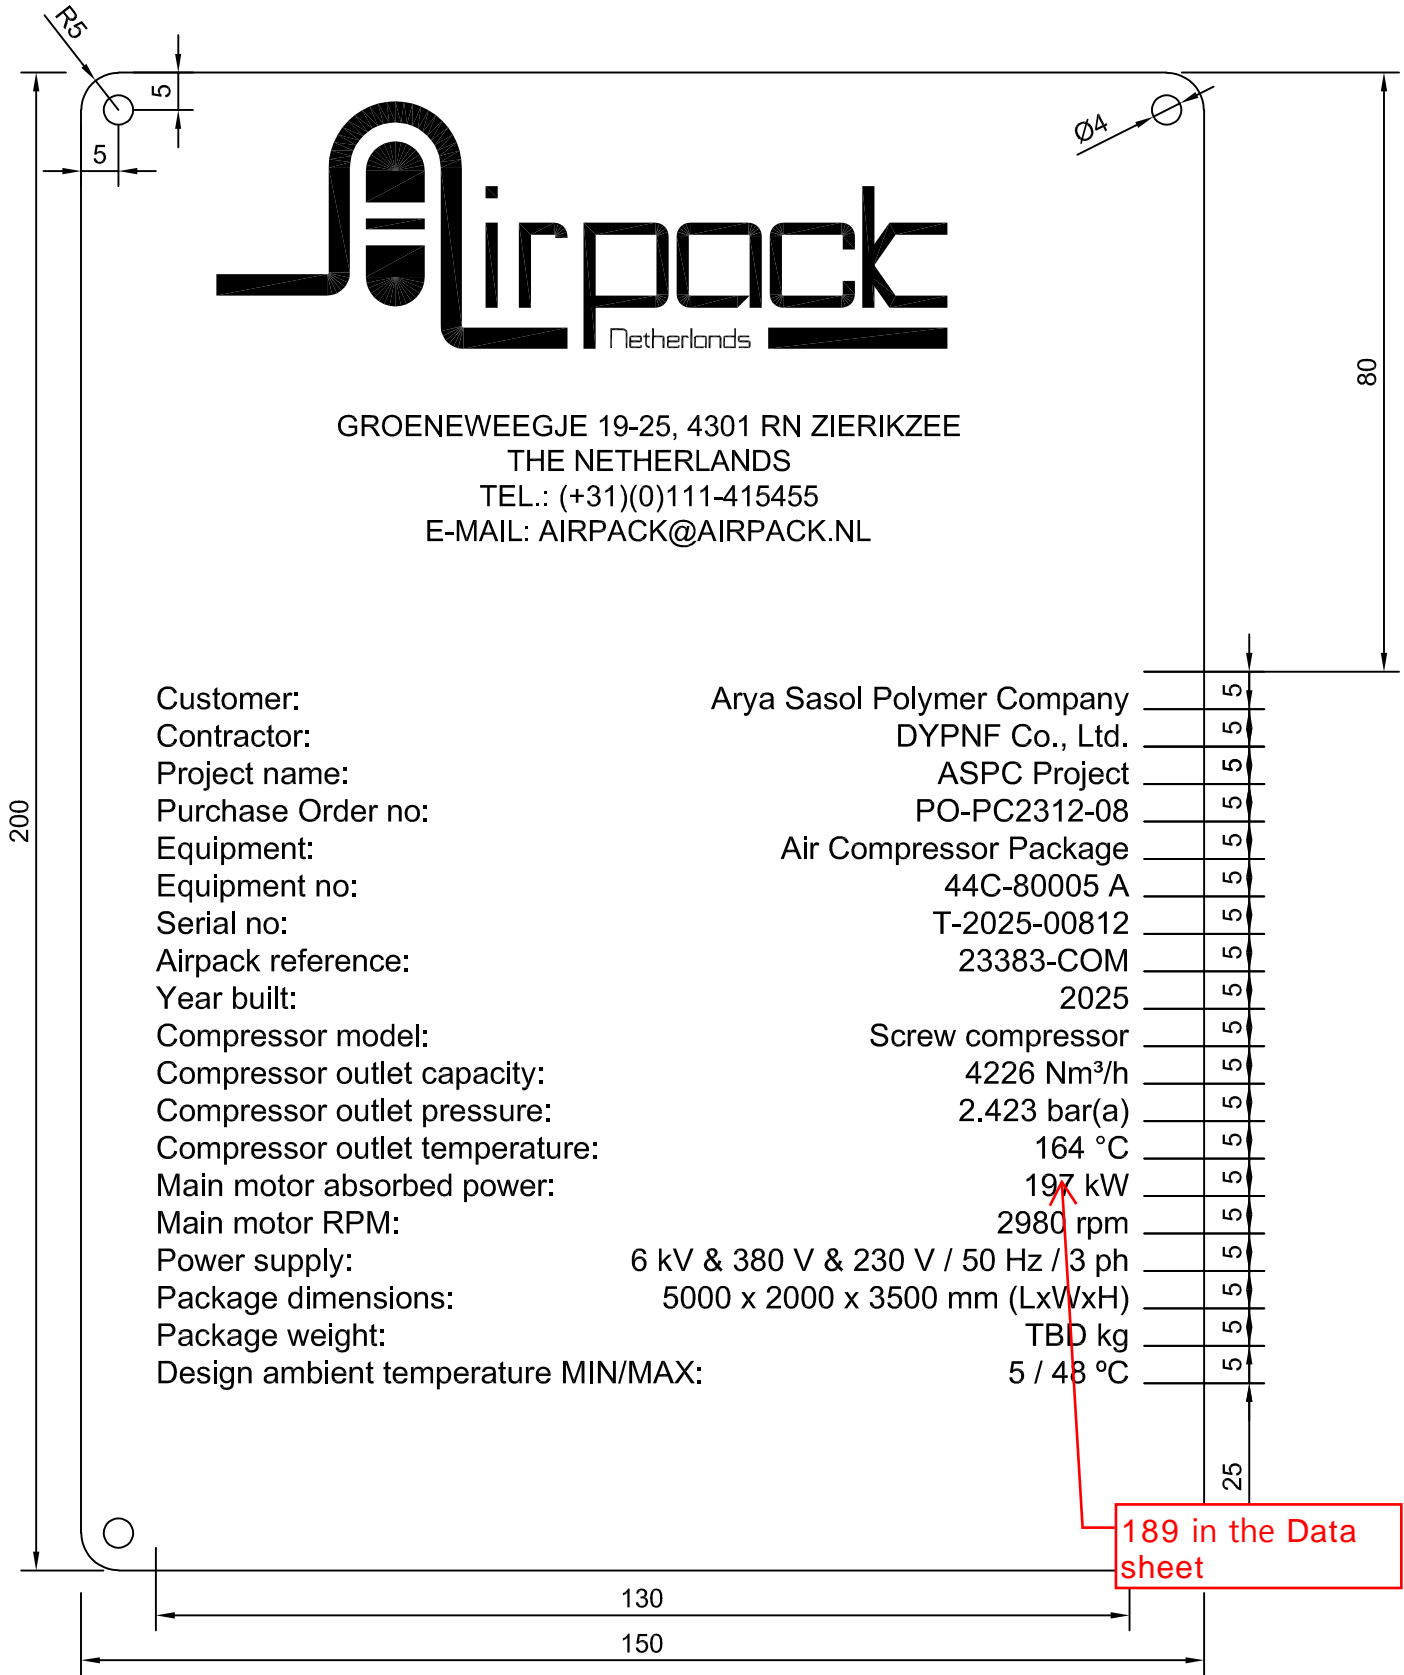 R5
5
5
Ø4
Airpack
Netherlands
80
GROENEWEEGJE 19-25, 4301 RN ZIERIKZEE
THE NETHERLANDS
TEL.: (+31)(0)111-415455
E-MAIL: AIRPACK@AIRPACK.NL
200
Customer: Arya Sasol Polymer Company 5
Contractor: DYPNF Co., Ltd. 5
Project name: ASPC Project 5
Purchase Order no: PO-PC2312-08 5
Equipment: Air Compressor Package 5
Equipment no: 44C-80005 A 5
Serial no: T-2025-00812 5
Airpack reference: 23383-COM 5
Year built: 2025 5
Compressor model: Screw compressor 5
Compressor outlet capacity: 4226 Nm³/h 5
Compressor outlet pressure: 2.423 bar(a) 5
Compressor outlet temperature: 164 °C 5
Main motor absorbed power: 197 kW 5
Main motor RPM: 2980 rpm 5
Power supply: 6 kV & 380 V & 230 V / 50 Hz / 3 ph 5
Package dimensions: 5000 x 2000 x 3500 mm (LxWxH) 5
Package weight: TBD kg 5
Design ambient temperature MIN/MAX: 5 / 48 ºC 5
25
189 in the Data
sheet
130
150